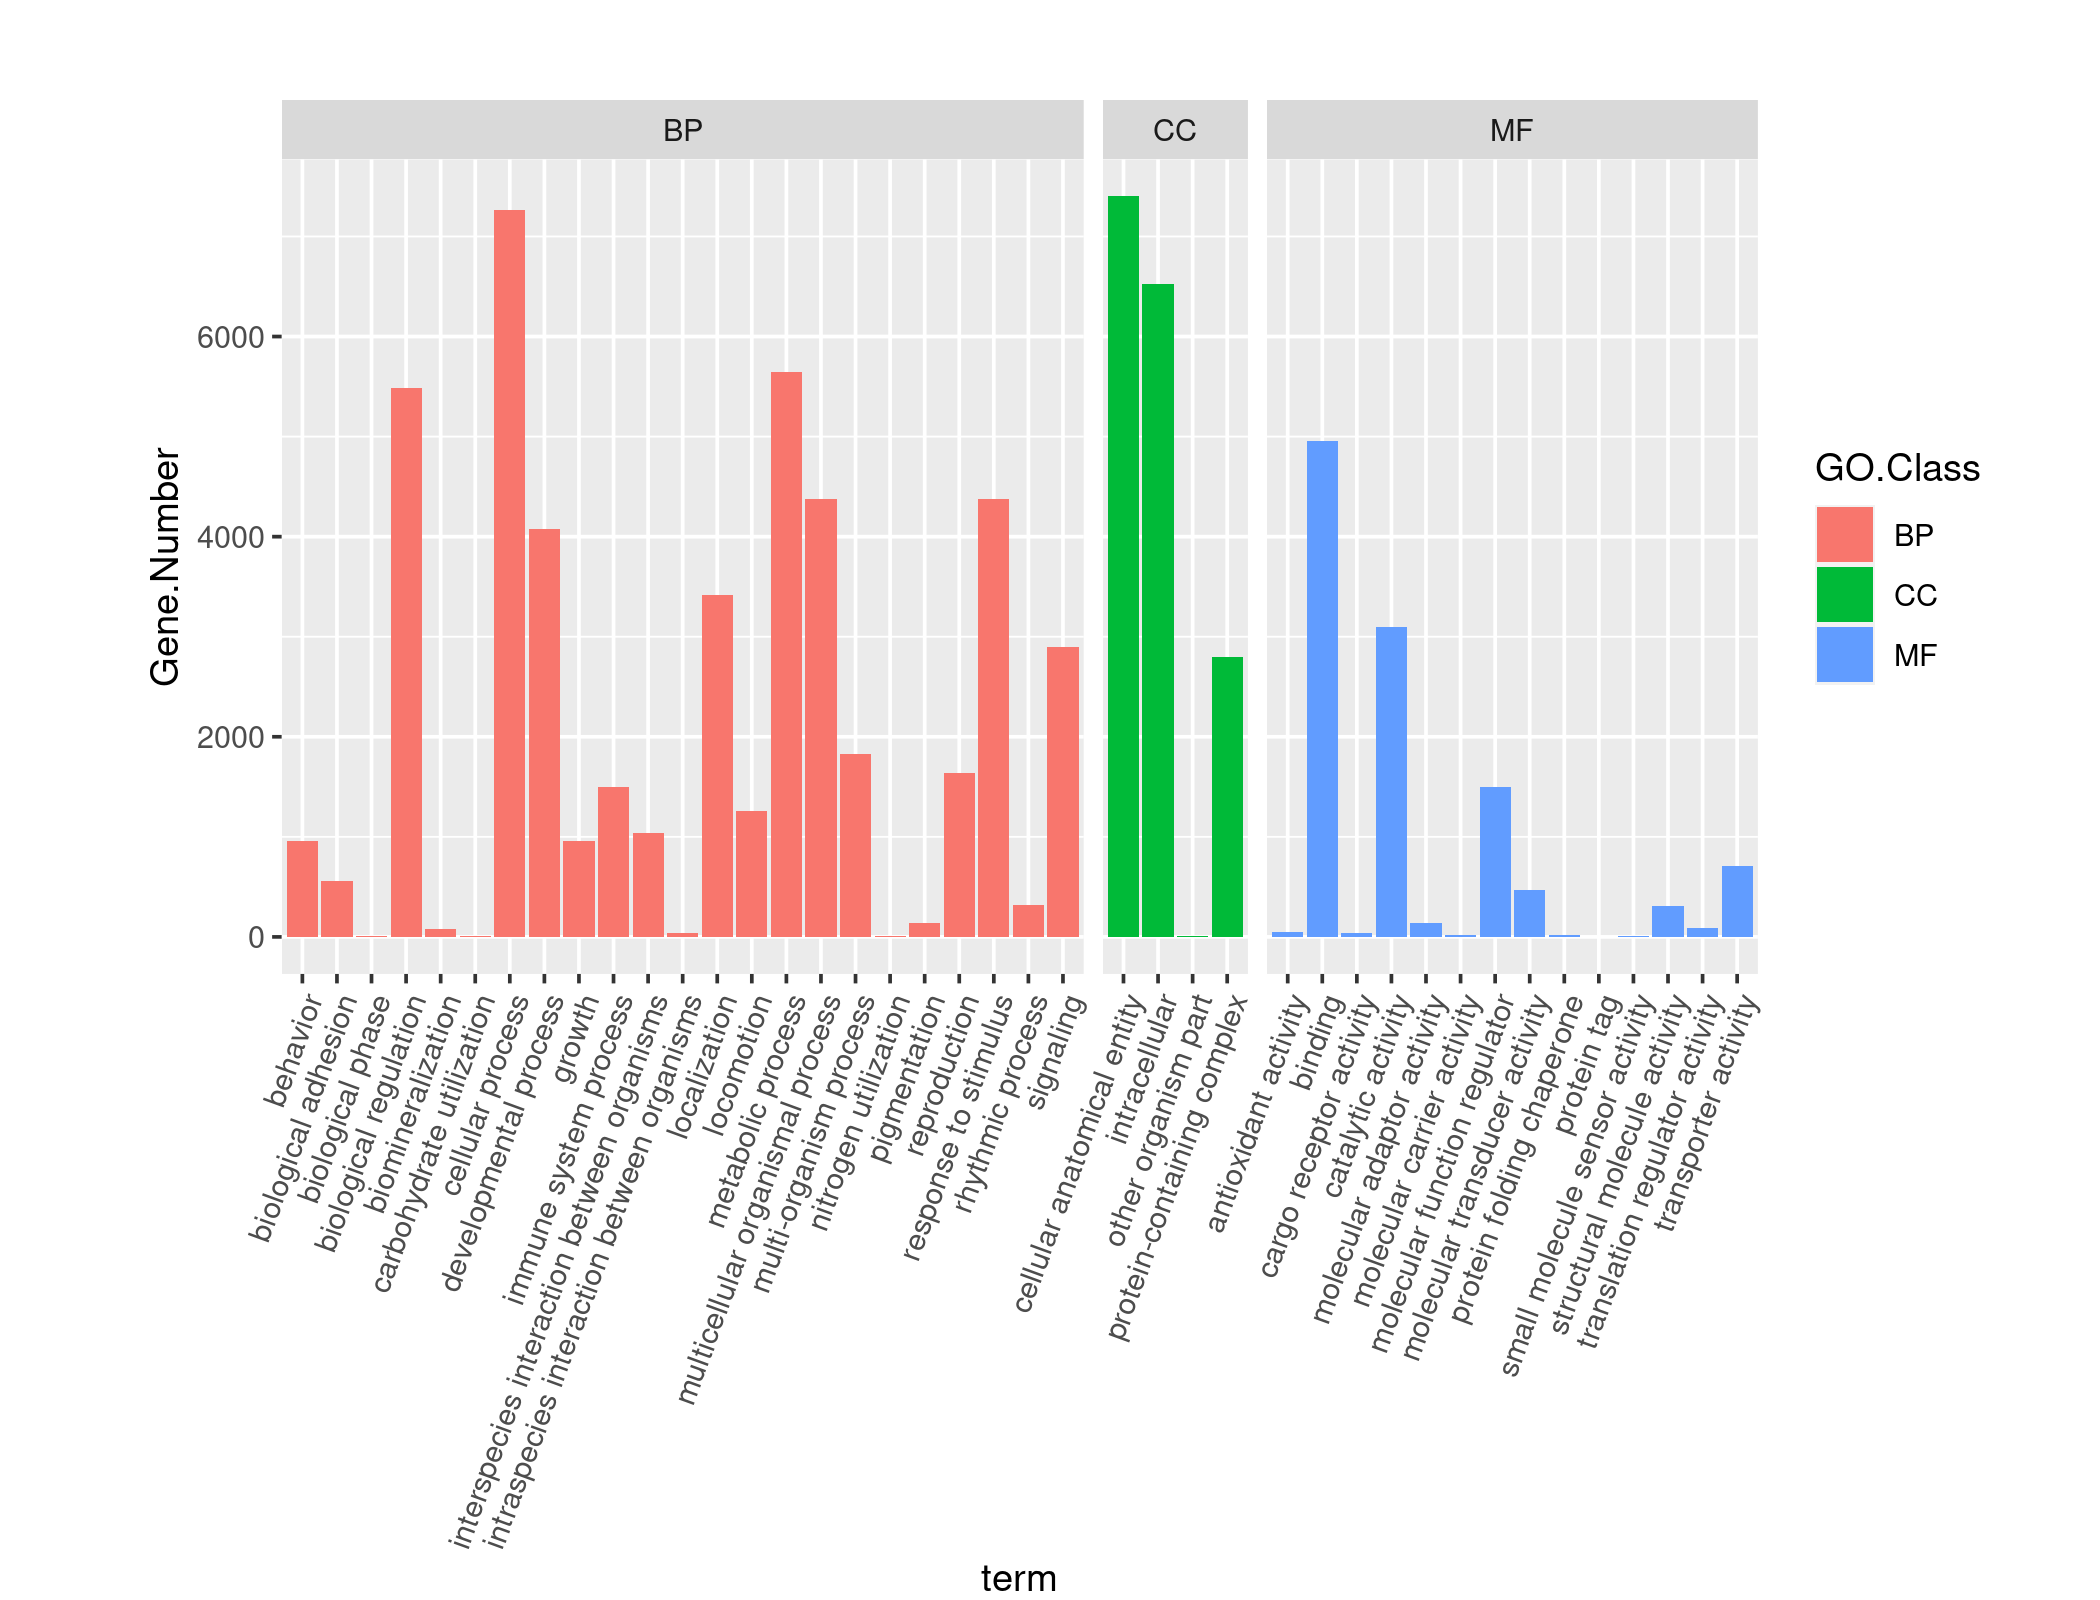 BP
CC
MF
6000
4000
2000
0
Gene.Number
behavior
biological adhesion
biological phase
biological regulation
biomineralization
carbohydrate utilization
cellular process
developmental process
growth
immune system process
interspecies interaction between organisms
intraspecies interaction between organisms
localization
locomotion
metabolic process
multicellular organismal process
multi-organism process
nitrogen utilization
pigmentation
reproduction
response to stimulus
rhythmic process
signaling
cellular anatomical entity
intracellular
other organism part
protein-containing complex
antioxidant activity
binding
cargo receptor activity
catalytic activity
molecular adaptor activity
molecular carrier activity
molecular function regulator
molecular transducer activity
protein folding chaperone
protein tag
small molecule sensor activity
structural molecule activity
translation regulator activity
transporter activity
term
GO.Class
BP
CC
MF